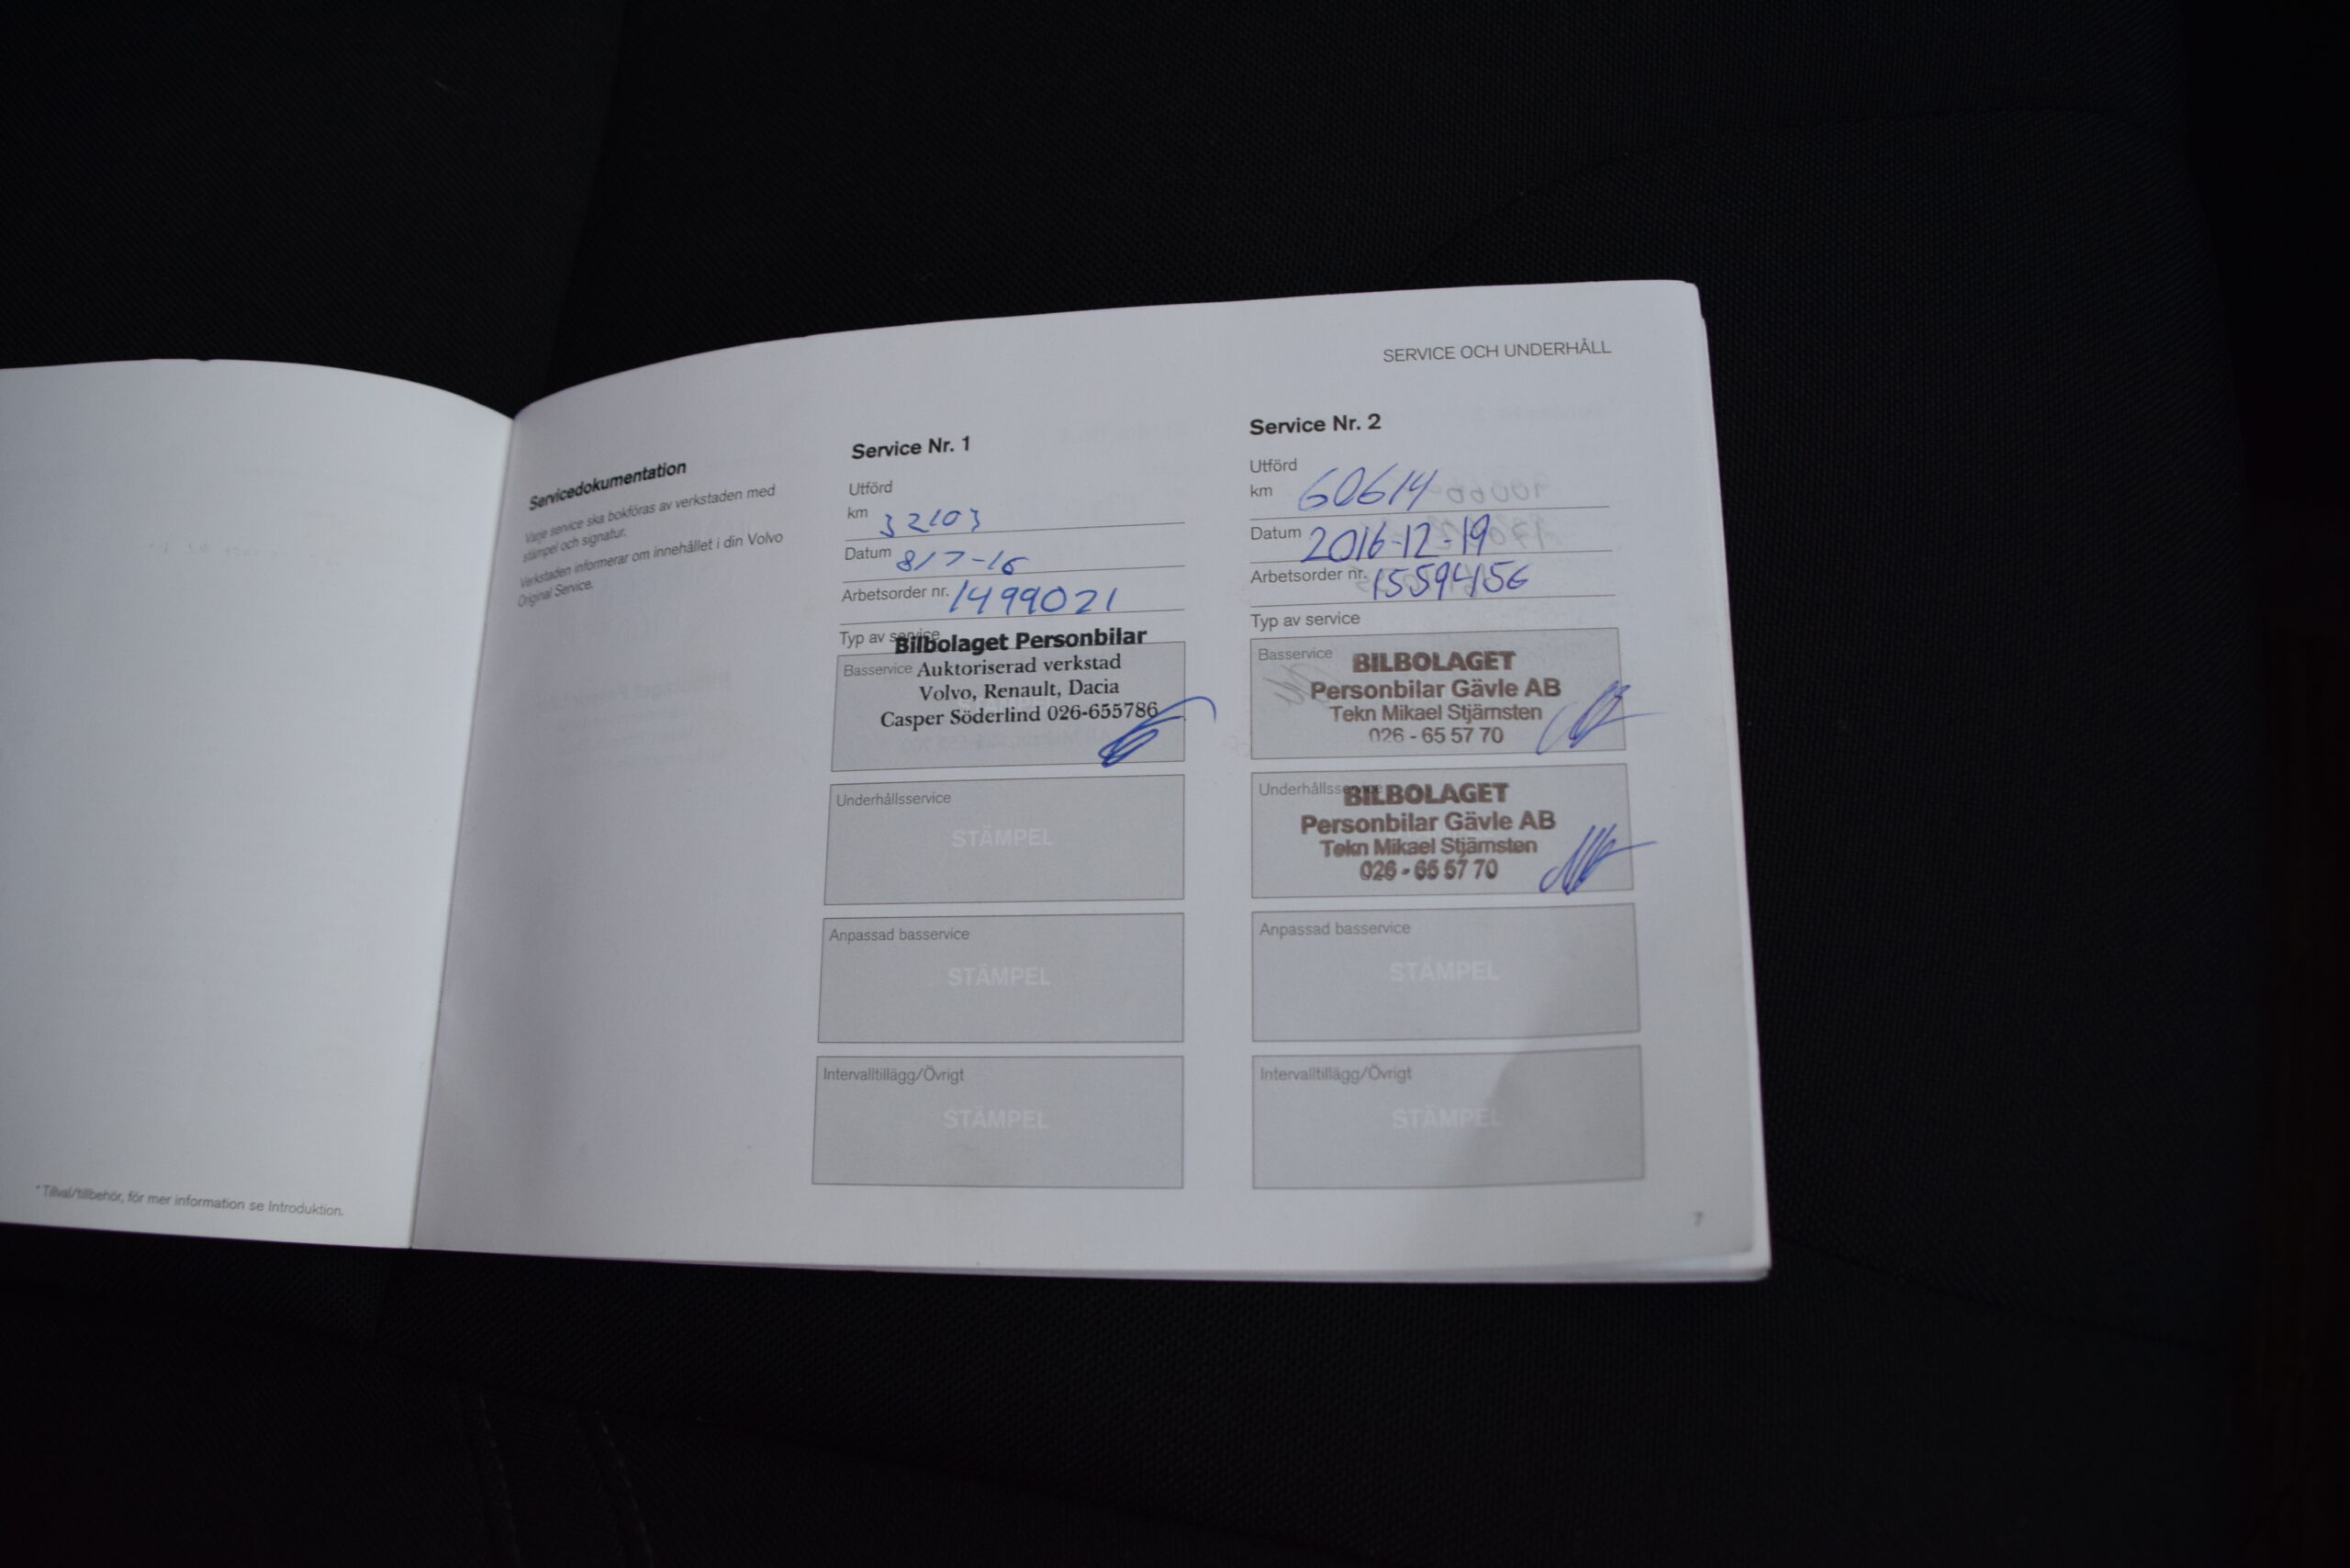 * Tillval/tillbehör, för mer information se Introduktion.
SERVICE OCH UNDERHÅLL
Servicedokumentation
Varje service ska bokföras av verkstaden med
stämpel och signatur.
Verkstaden informerar om innehållet i din Volvo
Original Service.
Service Nr. 1
Utförd
km 32103
Datum 8/7-16
Arbetsorder nr. 1499021
Typ av service
Bilbolaget Personbilar
Basservice Auktoriserad verkstad
Volvo, Renault, Dacia
Casper Söderlind 026-655786
Underhållsservice
STÄMPEL
Anpassad basservice
STÄMPEL
Intervalltillägg/Övrigt
STÄMPEL
Service Nr. 2
Utförd
km 60614
Datum 2016-12-19
Arbetsorder nr. 15594156
Typ av service
Basservice BILBOLAGET
Personbilar Gävle AB
Tekn Mikael Stjärnsten
026 - 65 57 70
Underhållsservice BILBOLAGET
Personbilar Gävle AB
Tekn Mikael Stjärnsten
026 - 65 57 70
Anpassad basservice
STÄMPEL
Intervalltillägg/Övrigt
STÄMPEL
7